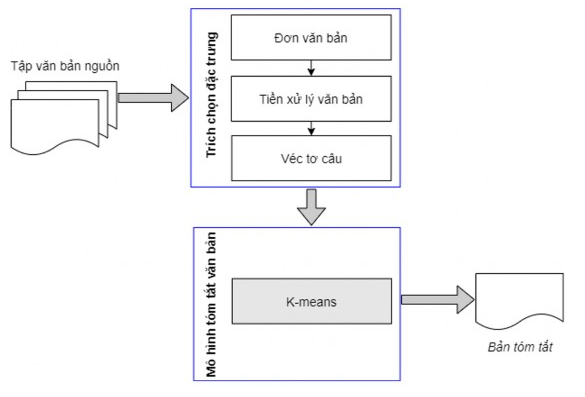 Tập văn bản nguồn
Trích chọn đặc trưng
Đơn văn bản
Tiền xử lý văn bản
Véc tơ câu
Mô hình tóm tắt văn bản
K-means
Bản tóm tắt